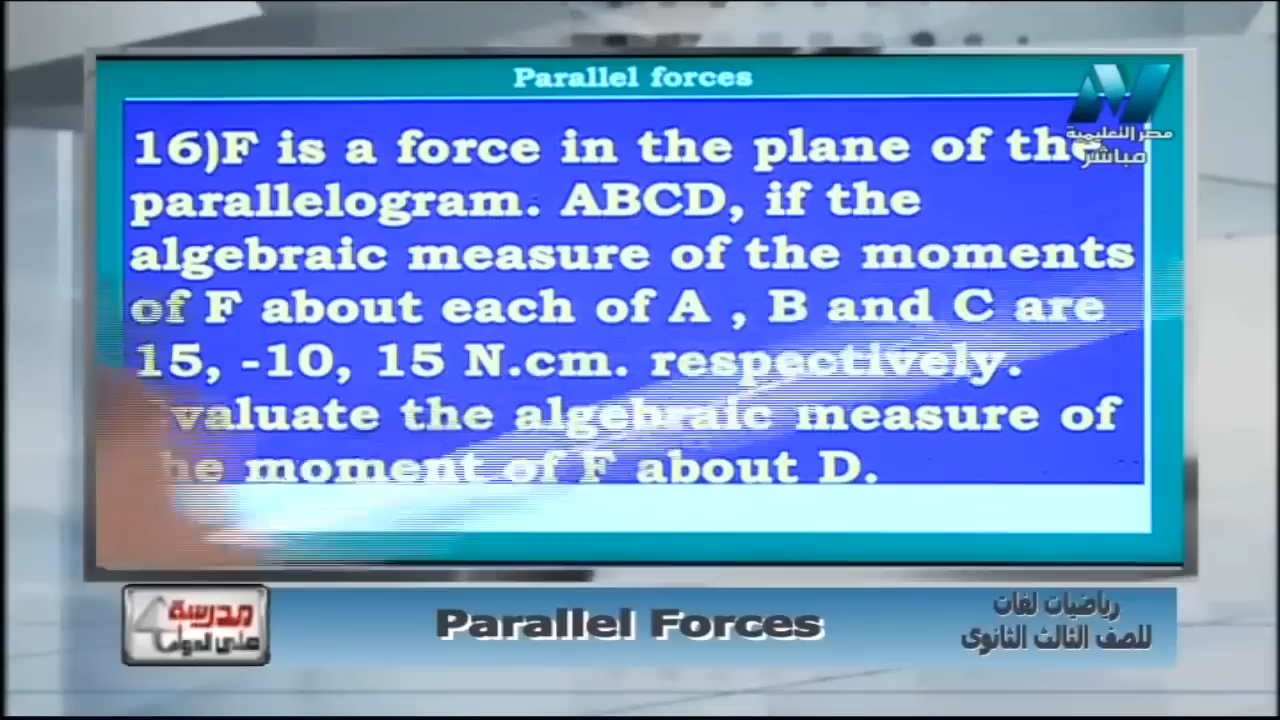 Parallel forces
مصر التعليمية
مباشر
16)F is a force in the plane of the
parallelogram. ABCD, if the
algebraic measure of the moments
of F about each of A , B and C are
15, -10, 15 N.cm. respectively.
valuate the algebraic measure of
he moment of F about D.
مدرسة
على الهواء
Parallel Forces
رياضيات لغات
للصف الثالث الثانوى